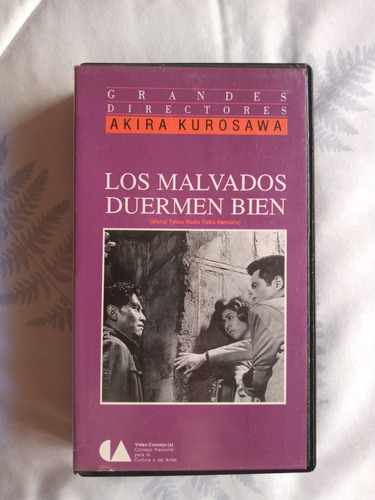 GRANDES
DIRECTORES
AKIRA KUROSAWA
LOS MALVADOS
DUERMEN BIEN
(Warui Yatsu Hodo Yoku Nemuru)
CA
Video Consejo(s)
Consejo Nacional
para la
Cultura y las Artes